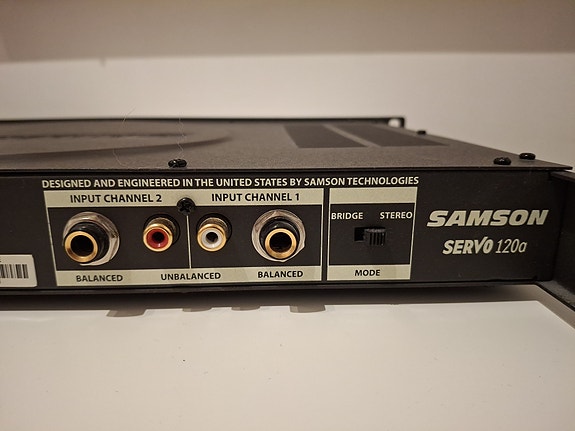 DESIGNED AND ENGINEERED IN THE UNITED STATES BY SAMSON TECHNOLOGIES
INPUT CHANNEL 2
INPUT CHANNEL 1
BRIDGE STEREO
SAMSON
SERVO 120a
BALANCED
UNBALANCED
BALANCED
MODE